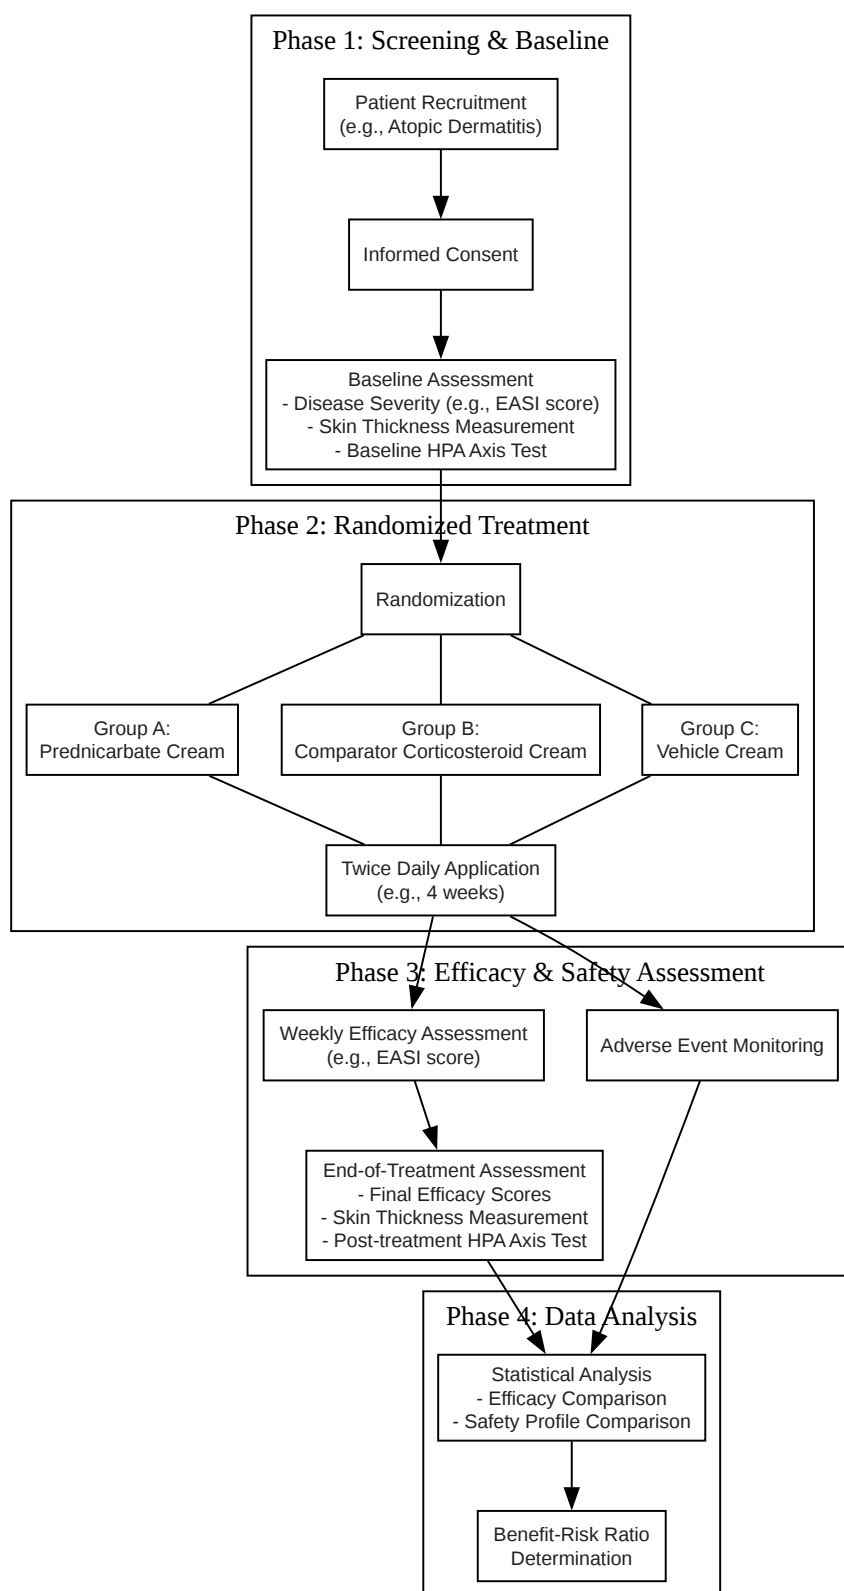 Phase 1: Screening & Baseline
Patient Recruitment
(e.g., Atopic Dermatitis)
Informed Consent
Baseline Assessment
- Disease Severity (e.g., EASI score)
- Skin Thickness Measurement
- Baseline HPA Axis Test
Phase 2: Randomized Treatment
Randomization
Group A:
Prednicarbate Cream
Group B:
Comparator Corticosteroid Cream
Group C:
Vehicle Cream
Twice Daily Application
(e.g., 4 weeks)
Phase 3: Efficacy & Safety Assessment
Weekly Efficacy Assessment
(e.g., EASI score)
Adverse Event Monitoring
End-of-Treatment Assessment
- Final Efficacy Scores
- Skin Thickness Measurement
- Post-treatment HPA Axis Test
Phase 4: Data Analysis
Statistical Analysis
- Efficacy Comparison
- Safety Profile Comparison
Benefit-Risk Ratio
Determination